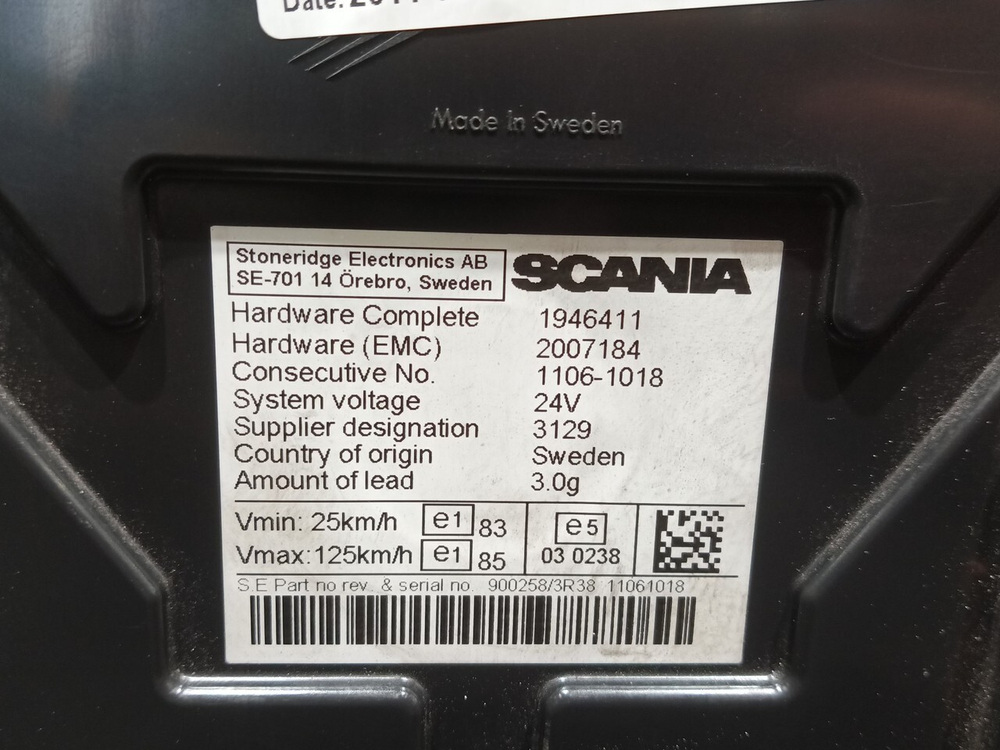 Date:
Made in Sweden
Stoneridge Electronics AB
SE-701 14 Örebro, Sweden
SCANIA
Hardware Complete 1946411
Hardware (EMC) 2007184
Consecutive No. 1106-1018
System voltage 24V
Supplier designation 3129
Country of origin Sweden
Amount of lead 3.0g
Vmin: 25km/h e1 83
Vmax:125km/h e1 85
e5
03 0238
S.E Part no rev. & serial no. 900258/3R38 11061018